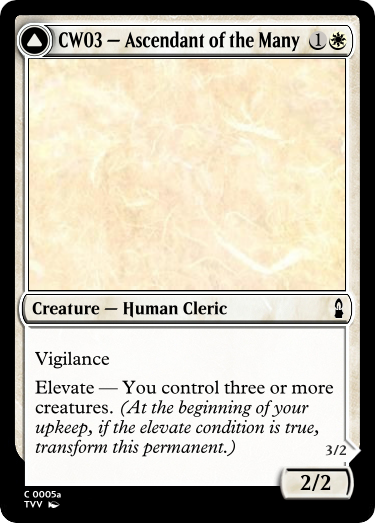 CW03 — Ascendant of the Many 1
Creature — Human Cleric
Vigilance
Elevate — You control three or more
creatures. (At the beginning of your
upkeep, if the elevate condition is true,
transform this permanent.)
3/2
2/2
C 0005a
TVV